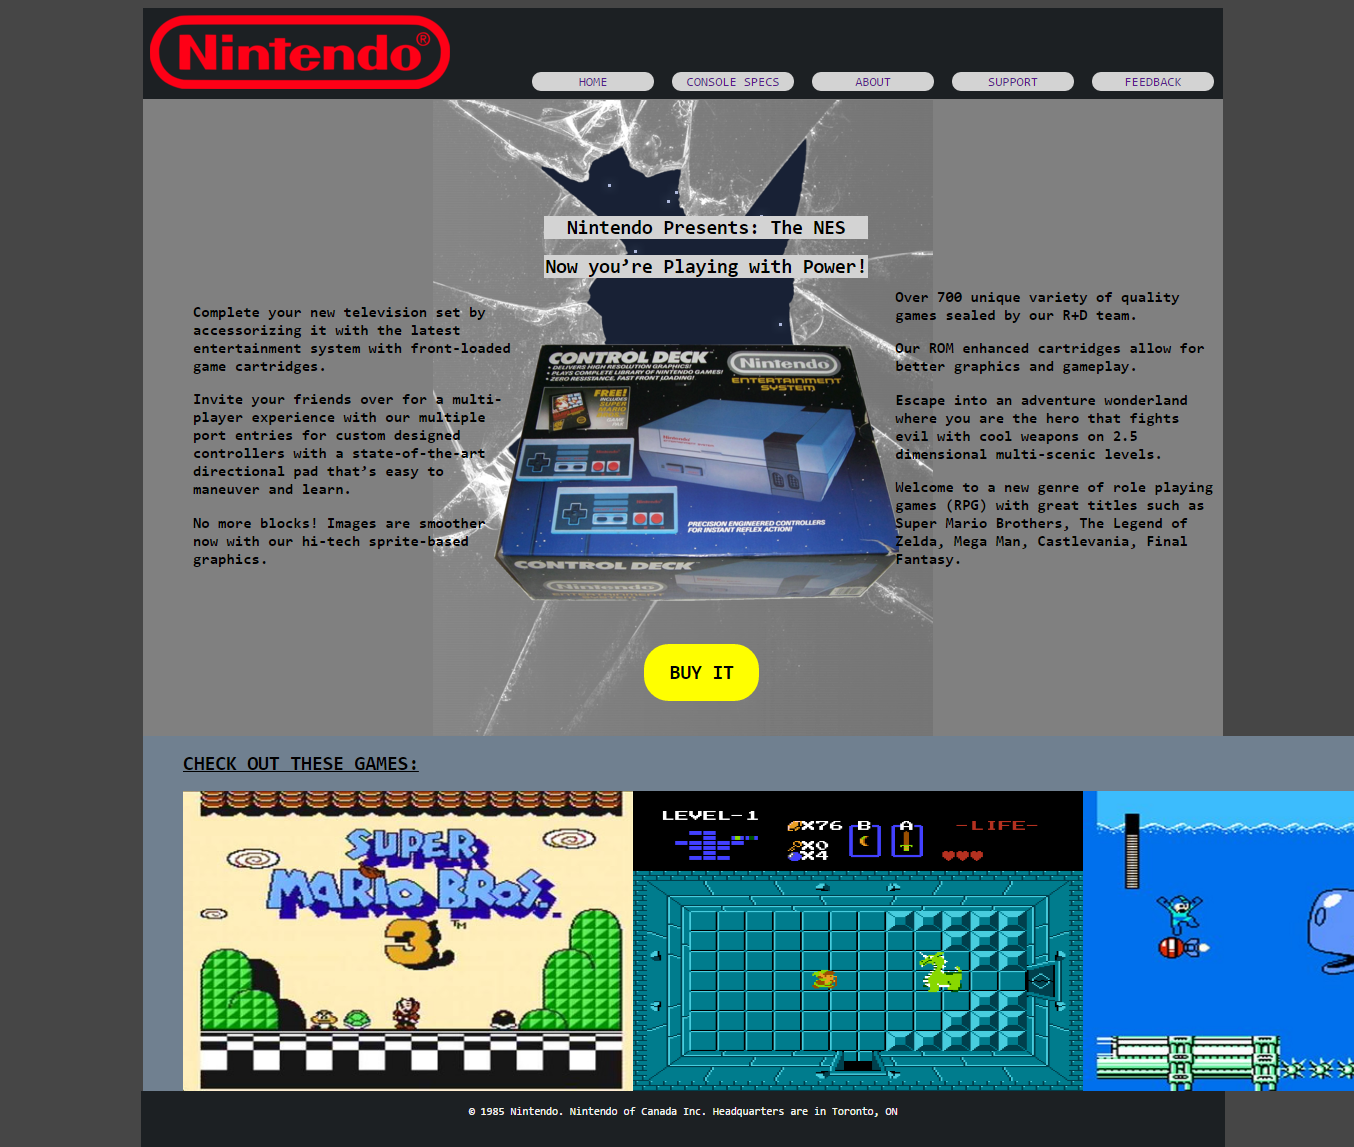 Nintendo®
HOME
CONSOLE SPECS
ABOUT
SUPPORT
FEEDBACK
Nintendo Presents: The NES
Now you’re Playing with Power!
Complete your new television set by
accessorizing it with the latest
entertainment system with front-loaded
game cartridges.
Invite your friends over for a multi-
player experience with our multiple
port entries for custom designed
controllers with a state-of-the-art
directional pad that’s easy to
maneuver and learn.
No more blocks! Images are smoother
now with our hi-tech sprite-based
graphics.
CONTROL DECK™
• DELIVERS HIGH RESOLUTION GRAPHICS!
• PLAYS COMPLETE LIBRARY OF NINTENDO GAMES!
• ZERO RESISTANCE, FAST FRONT LOADING!
Nintendo
ENTERTAINMENT
SYSTEM™
FREE!
INCLUDES
SUPER
MARIO
BROS.
GAME
PAK
Nintendo
Nintendo
Nintendo
PRECISION ENGINEERED CONTROLLERS
FOR INSTANT REFLEX ACTION!
CONTROL DECK
Nintendo
ENTERTAINMENT
SYSTEM
Over 700 unique variety of quality
games sealed by our R+D team.
Our ROM enhanced cartridges allow for
better graphics and gameplay.
Escape into an adventure wonderland
where you are the hero that fights
evil with cool weapons on 2.5
dimensional multi-scenic levels.
Welcome to a new genre of role playing
games (RPG) with great titles such as
Super Mario Brothers, The Legend of
Zelda, Mega Man, Castlevania, Final
Fantasy.
BUY IT
CHECK OUT THESE GAMES:
SUPER
MARIO BROS.
3™
LEVEL-1
X76
X0
X4
B
A
-LIFE-
© 1985 Nintendo. Nintendo of Canada Inc. Headquarters are in Toronto, ON